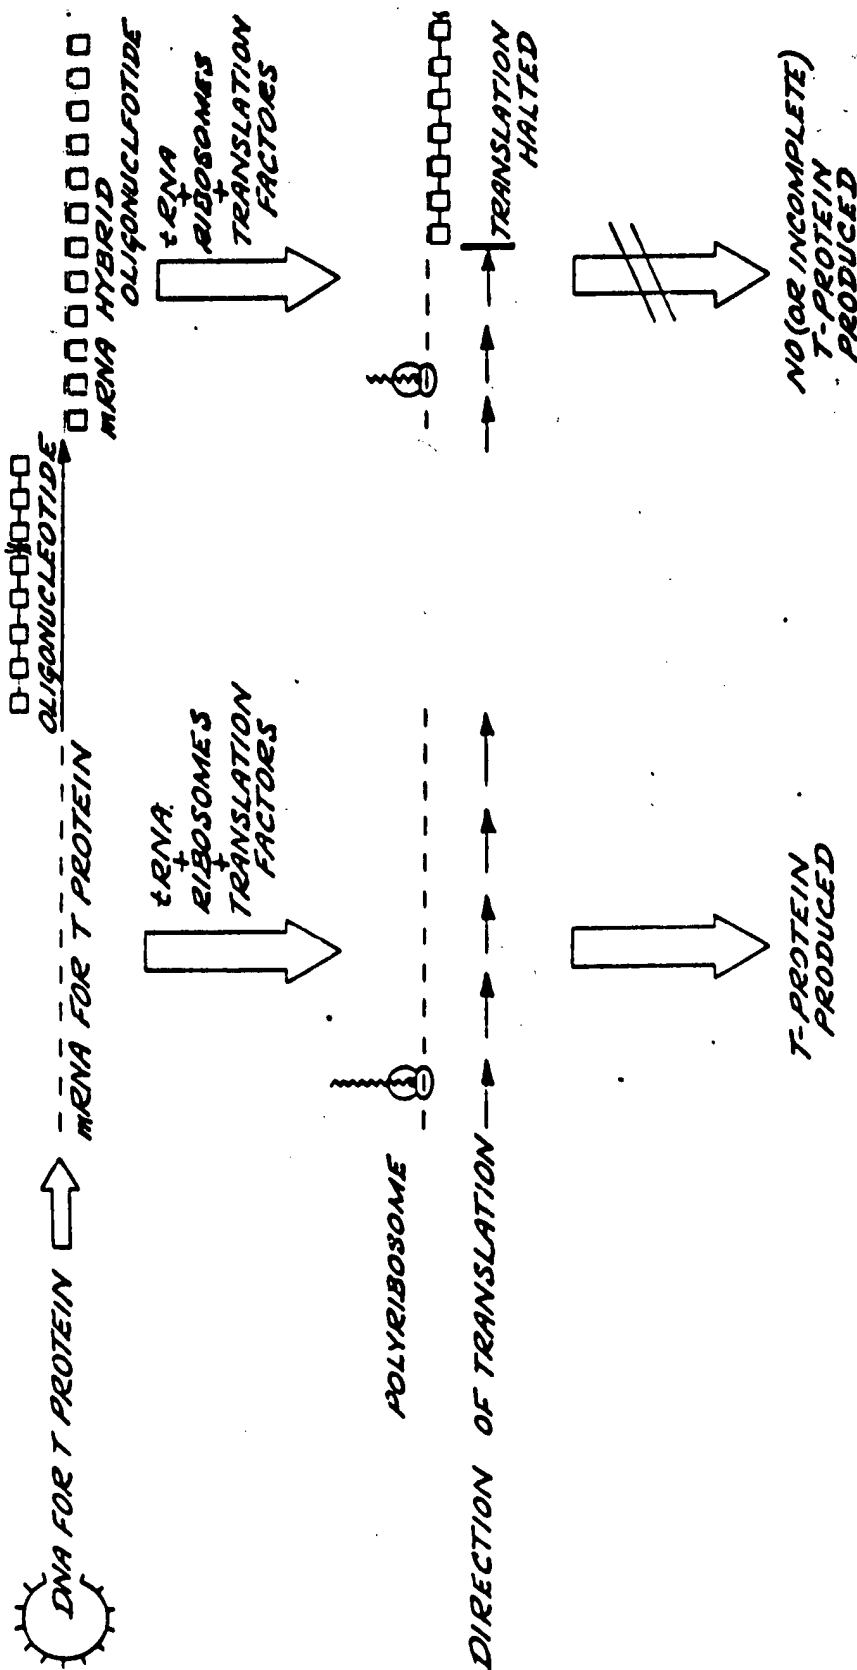 DNA FOR T PROTEIN
mRNA FOR T PROTEIN
OLIGONUCLEOTIDE
mRNA HYBRID
OLIGONUCLFOTIDE
tRNA
+
RIBOSOMES
+
TRANSLATION
FACTORS
tRNA
+
RIBOSOMES
+
TRANSLATION
FACTORS
POLYRIBOSOME
DIRECTION OF TRANSLATION
TRANSLATION
HALTED
T-PROTEIN
PRODUCED
NO (OR INCOMPLETE)
T-PROTEIN
PRODUCED